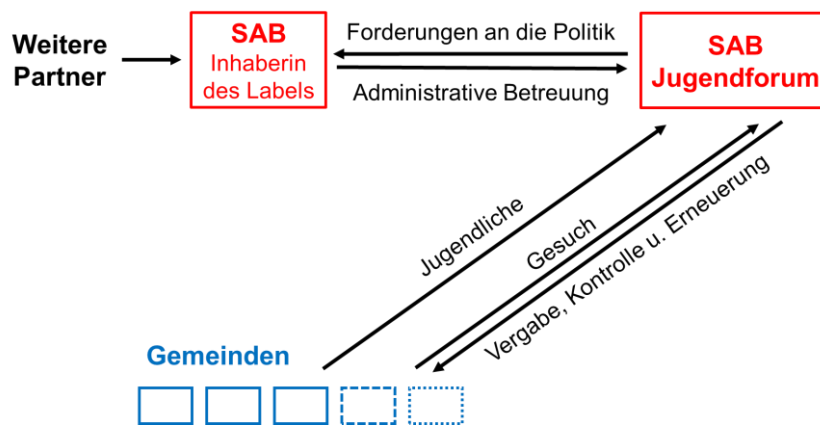 Weitere
Partner
SAB
Inhaberin
des Labels
Forderungen an die Politik
Administrative Betreuung
SAB
Jugendforum
Jugendliche
Gesuch
Vergabe, Kontrolle u. Erneuerung
Gemeinden